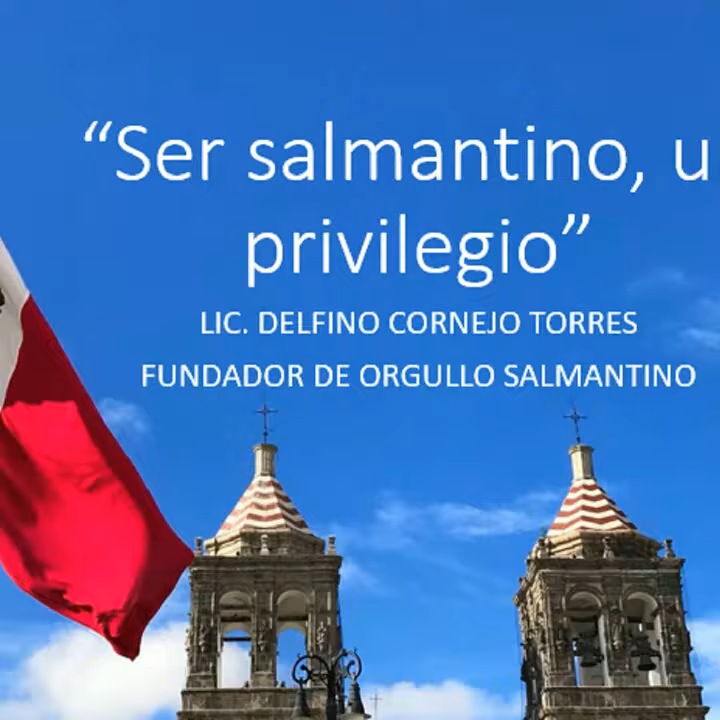 “Ser salmantino, u
privilegio”
LIC. DELFINO CORNEJO TORRES
FUNDADOR DE ORGULLO SALMANTINO